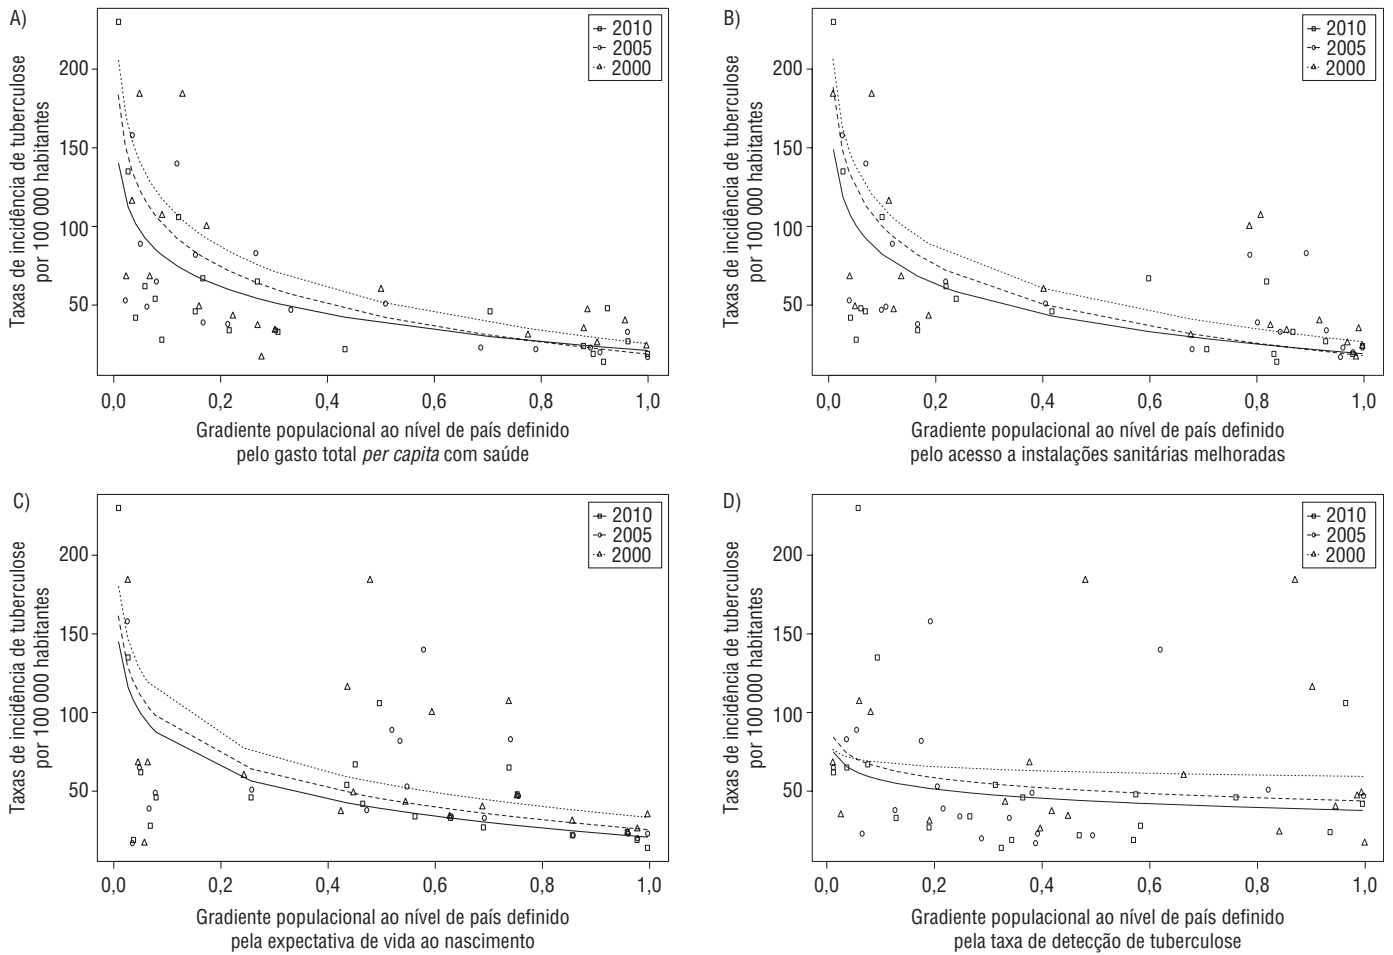 A)
Taxas de incidência de tuberculose
por 100 000 habitantes
200
150
100
50
2010
2005
2000
0,0 0,2 0,4 0,6 0,8 1,0
Gradiente populacional ao nível de país definido
pelo gasto total per capita com saúde
B)
Taxas de incidência de tuberculose
por 100 000 habitantes
200
150
100
50
2010
2005
2000
0,0 0,2 0,4 0,6 0,8 1,0
Gradiente populacional ao nível de país definido
pelo acesso a instalações sanitárias melhoradas
C)
Taxas de incidência de tuberculose
por 100 000 habitantes
200
150
100
50
2010
2005
2000
0,0 0,2 0,4 0,6 0,8 1,0
Gradiente populacional ao nível de país definido
pela expectativa de vida ao nascimento
D)
Taxas de incidência de tuberculose
por 100 000 habitantes
200
150
100
50
2010
2005
2000
0,0 0,2 0,4 0,6 0,8 1,0
Gradiente populacional ao nível de país definido
pela taxa de detecção de tuberculose